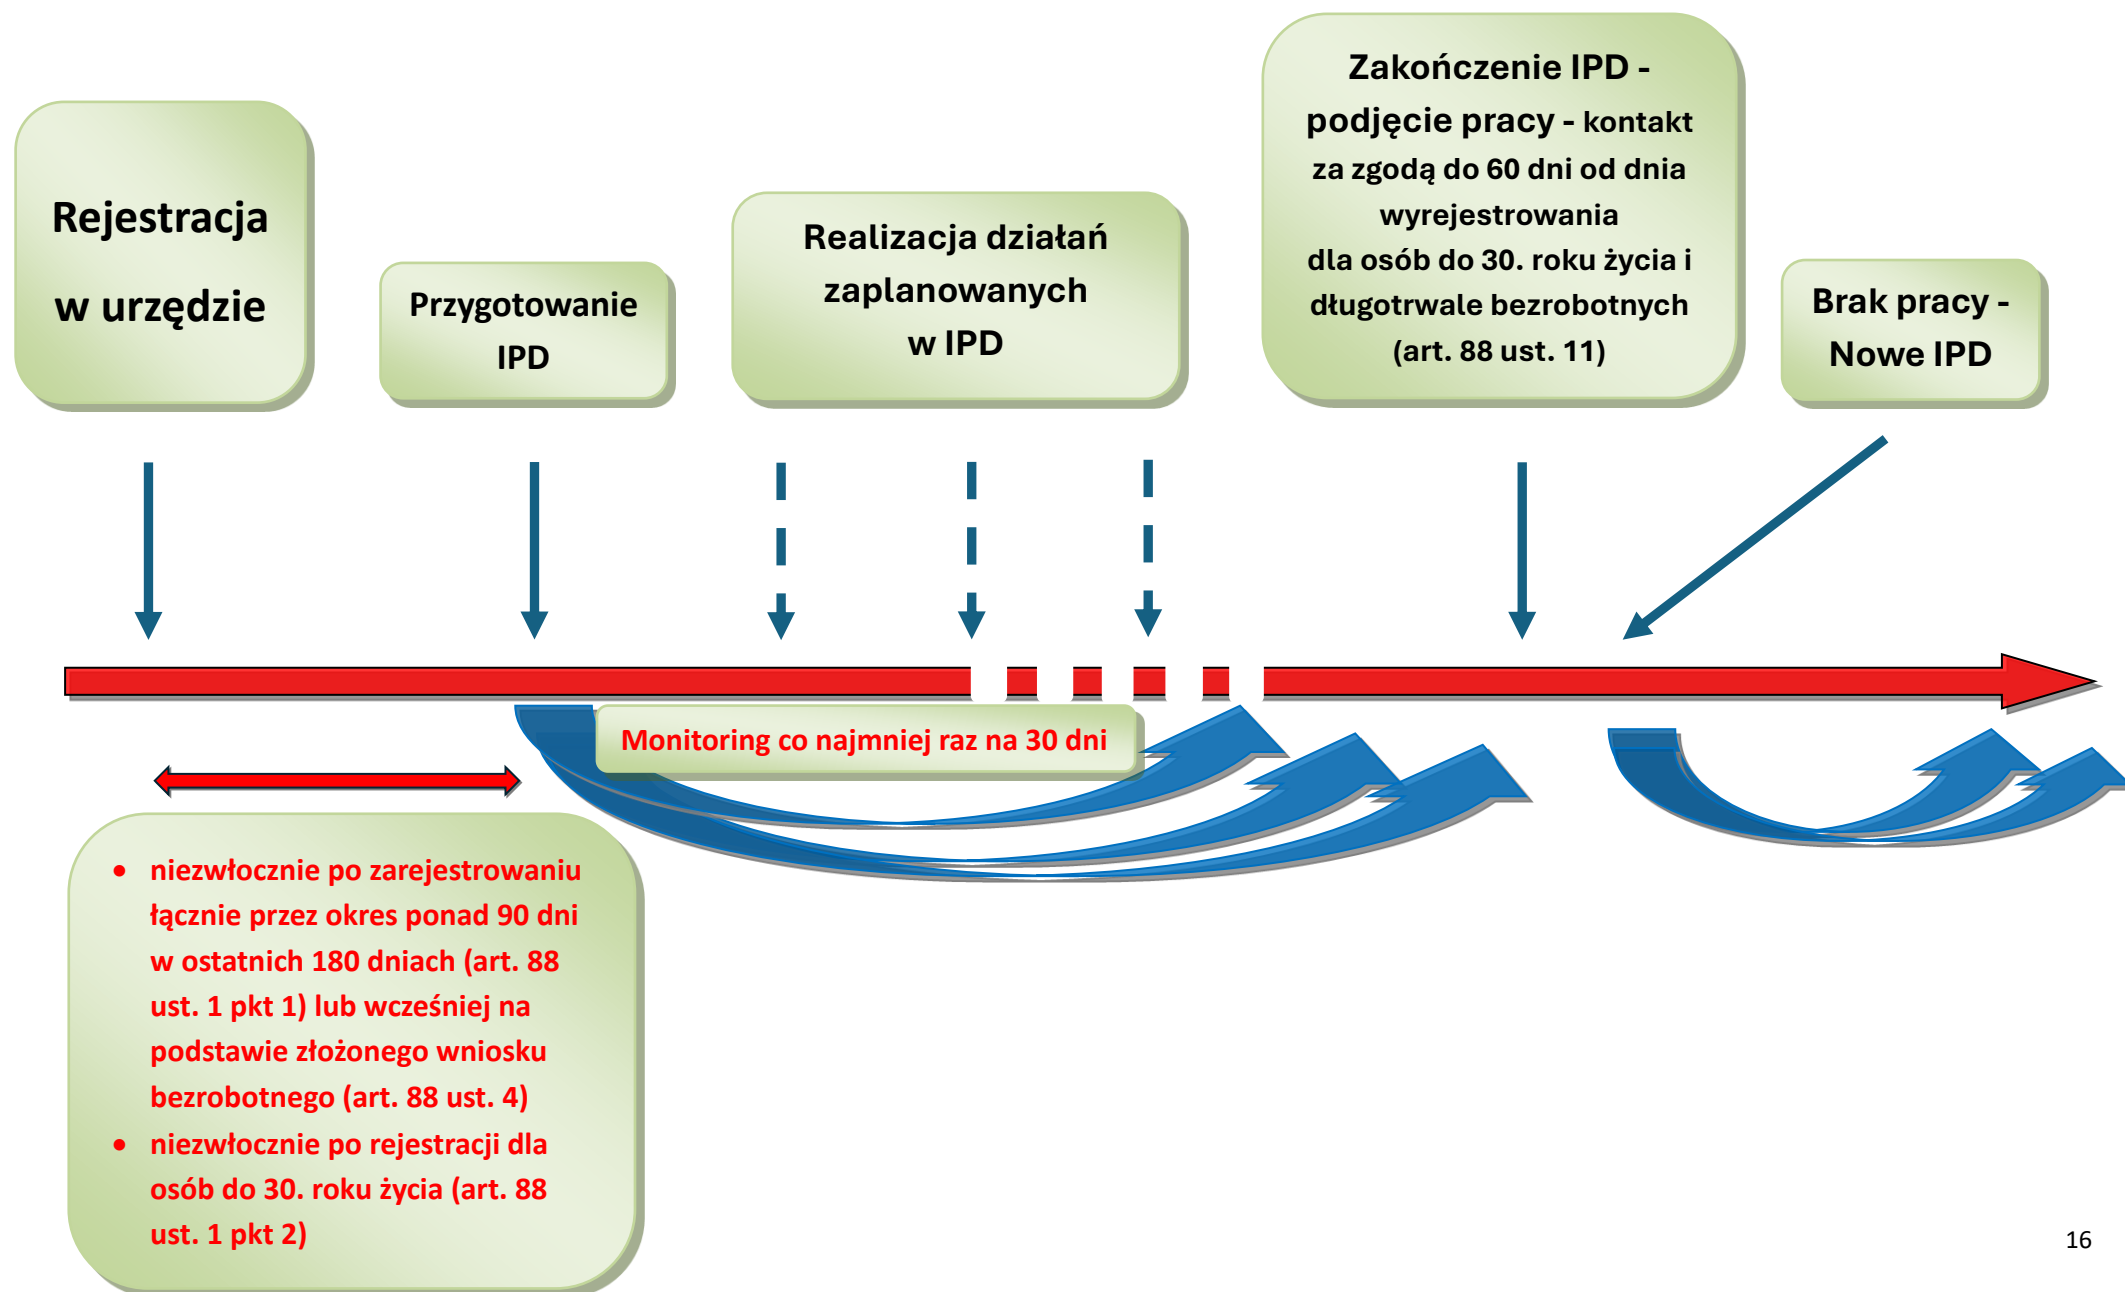 Rejestracja
w urzędzie
Przygotowanie
IPD
Realizacja działań
zaplanowanych
w IPD
Zakończenie IPD -
podjęcie pracy - kontakt
za zgodą do 60 dni od dnia
wyrejestrowania
dla osób do 30. roku życia i
długotrwale bezrobotnych
(art. 88 ust. 11)
Brak pracy -
Nowe IPD
Monitoring co najmniej raz na 30 dni
• niezwłocznie po zarejestrowaniu
łącznie przez okres ponad 90 dni
w ostatnich 180 dniach (art. 88
ust. 1 pkt 1) lub wcześniej na
podstawie złożonego wniosku
bezrobotnego (art. 88 ust. 4)
• niezwłocznie po rejestracji dla
osób do 30. roku życia (art. 88
ust. 1 pkt 2)
16